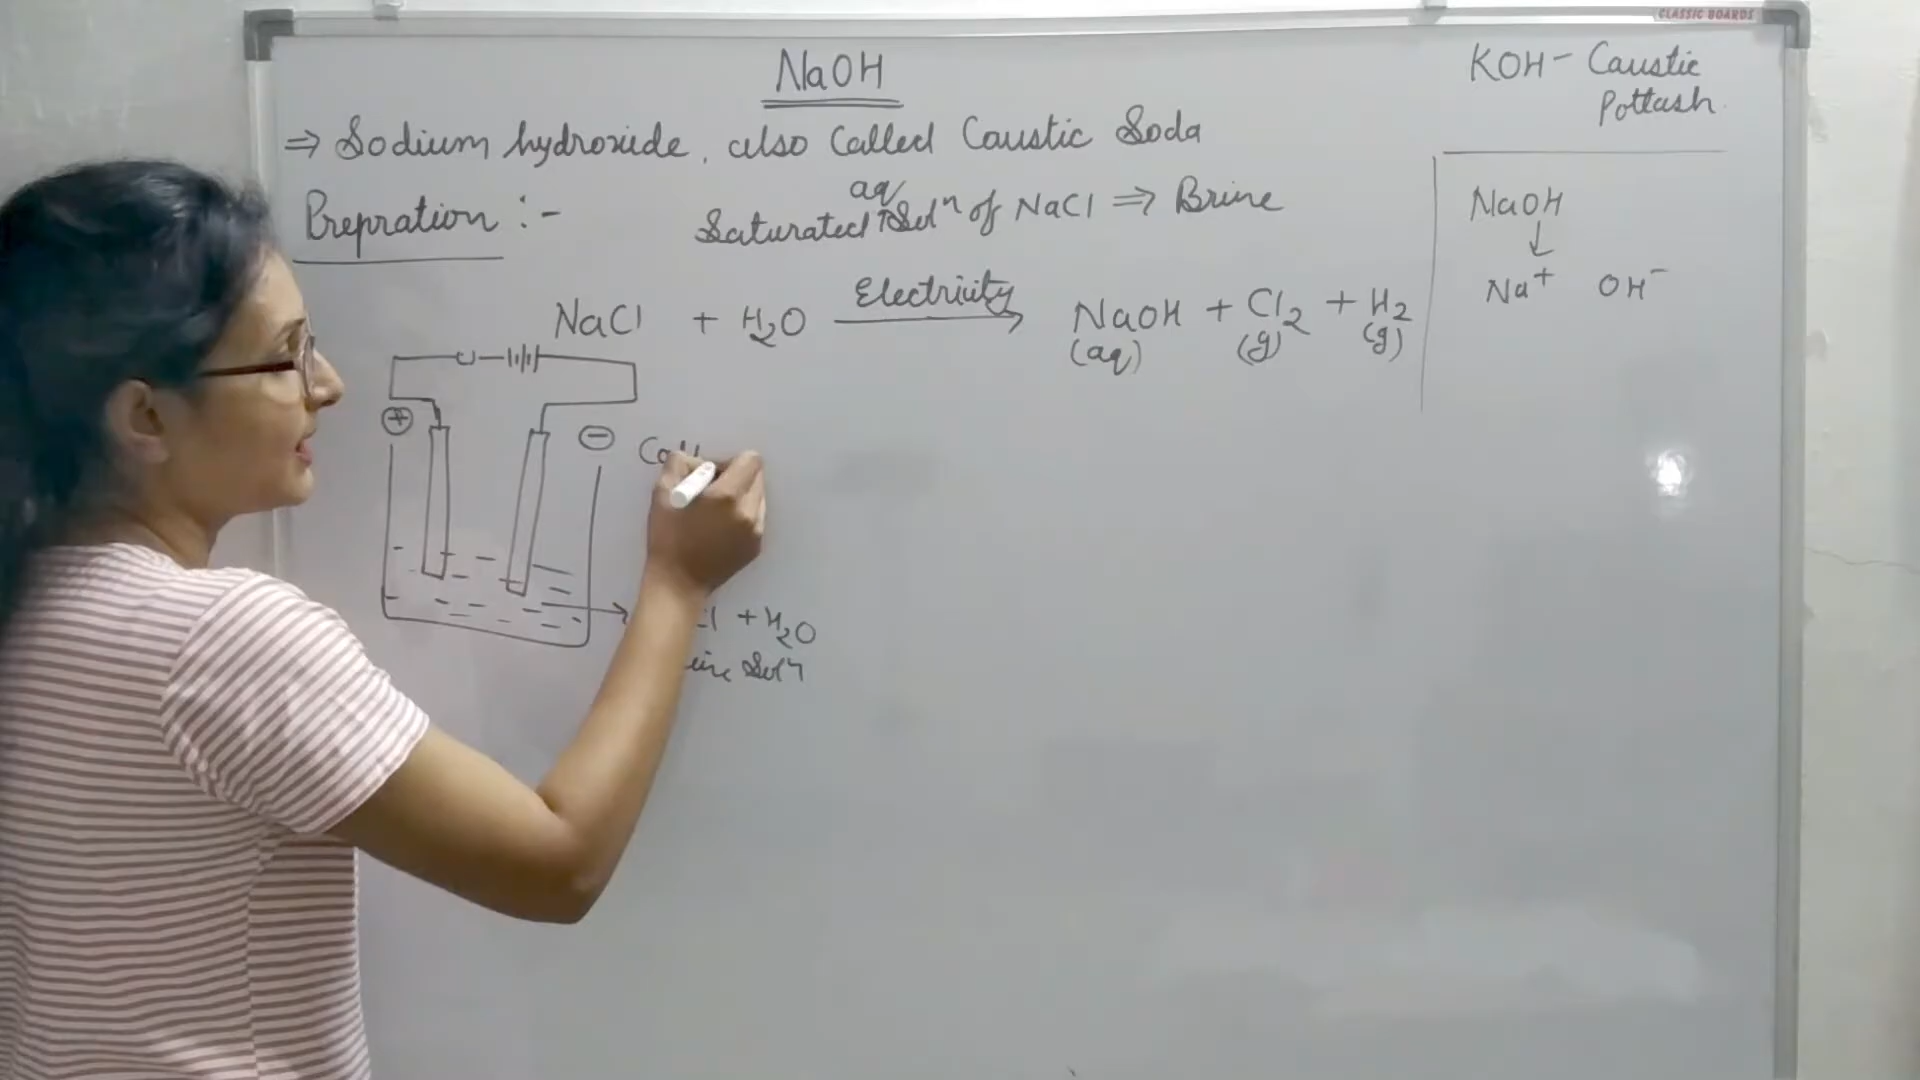 CLASSIC BOARDS
NaOH
KOH - Caustic
Pottash.
⇒ Sodium hydroxide, also Called Caustic Soda
Prepration :-
aq
Saturated ↑ Solⁿ of NaCl ⇒ Brine
NaOH
↓
Na⁺ OH⁻
NaCl + H₂O Electricity → NaOH + Cl₂ + H₂
(aq) (g) (g)
+
−
+ H₂O